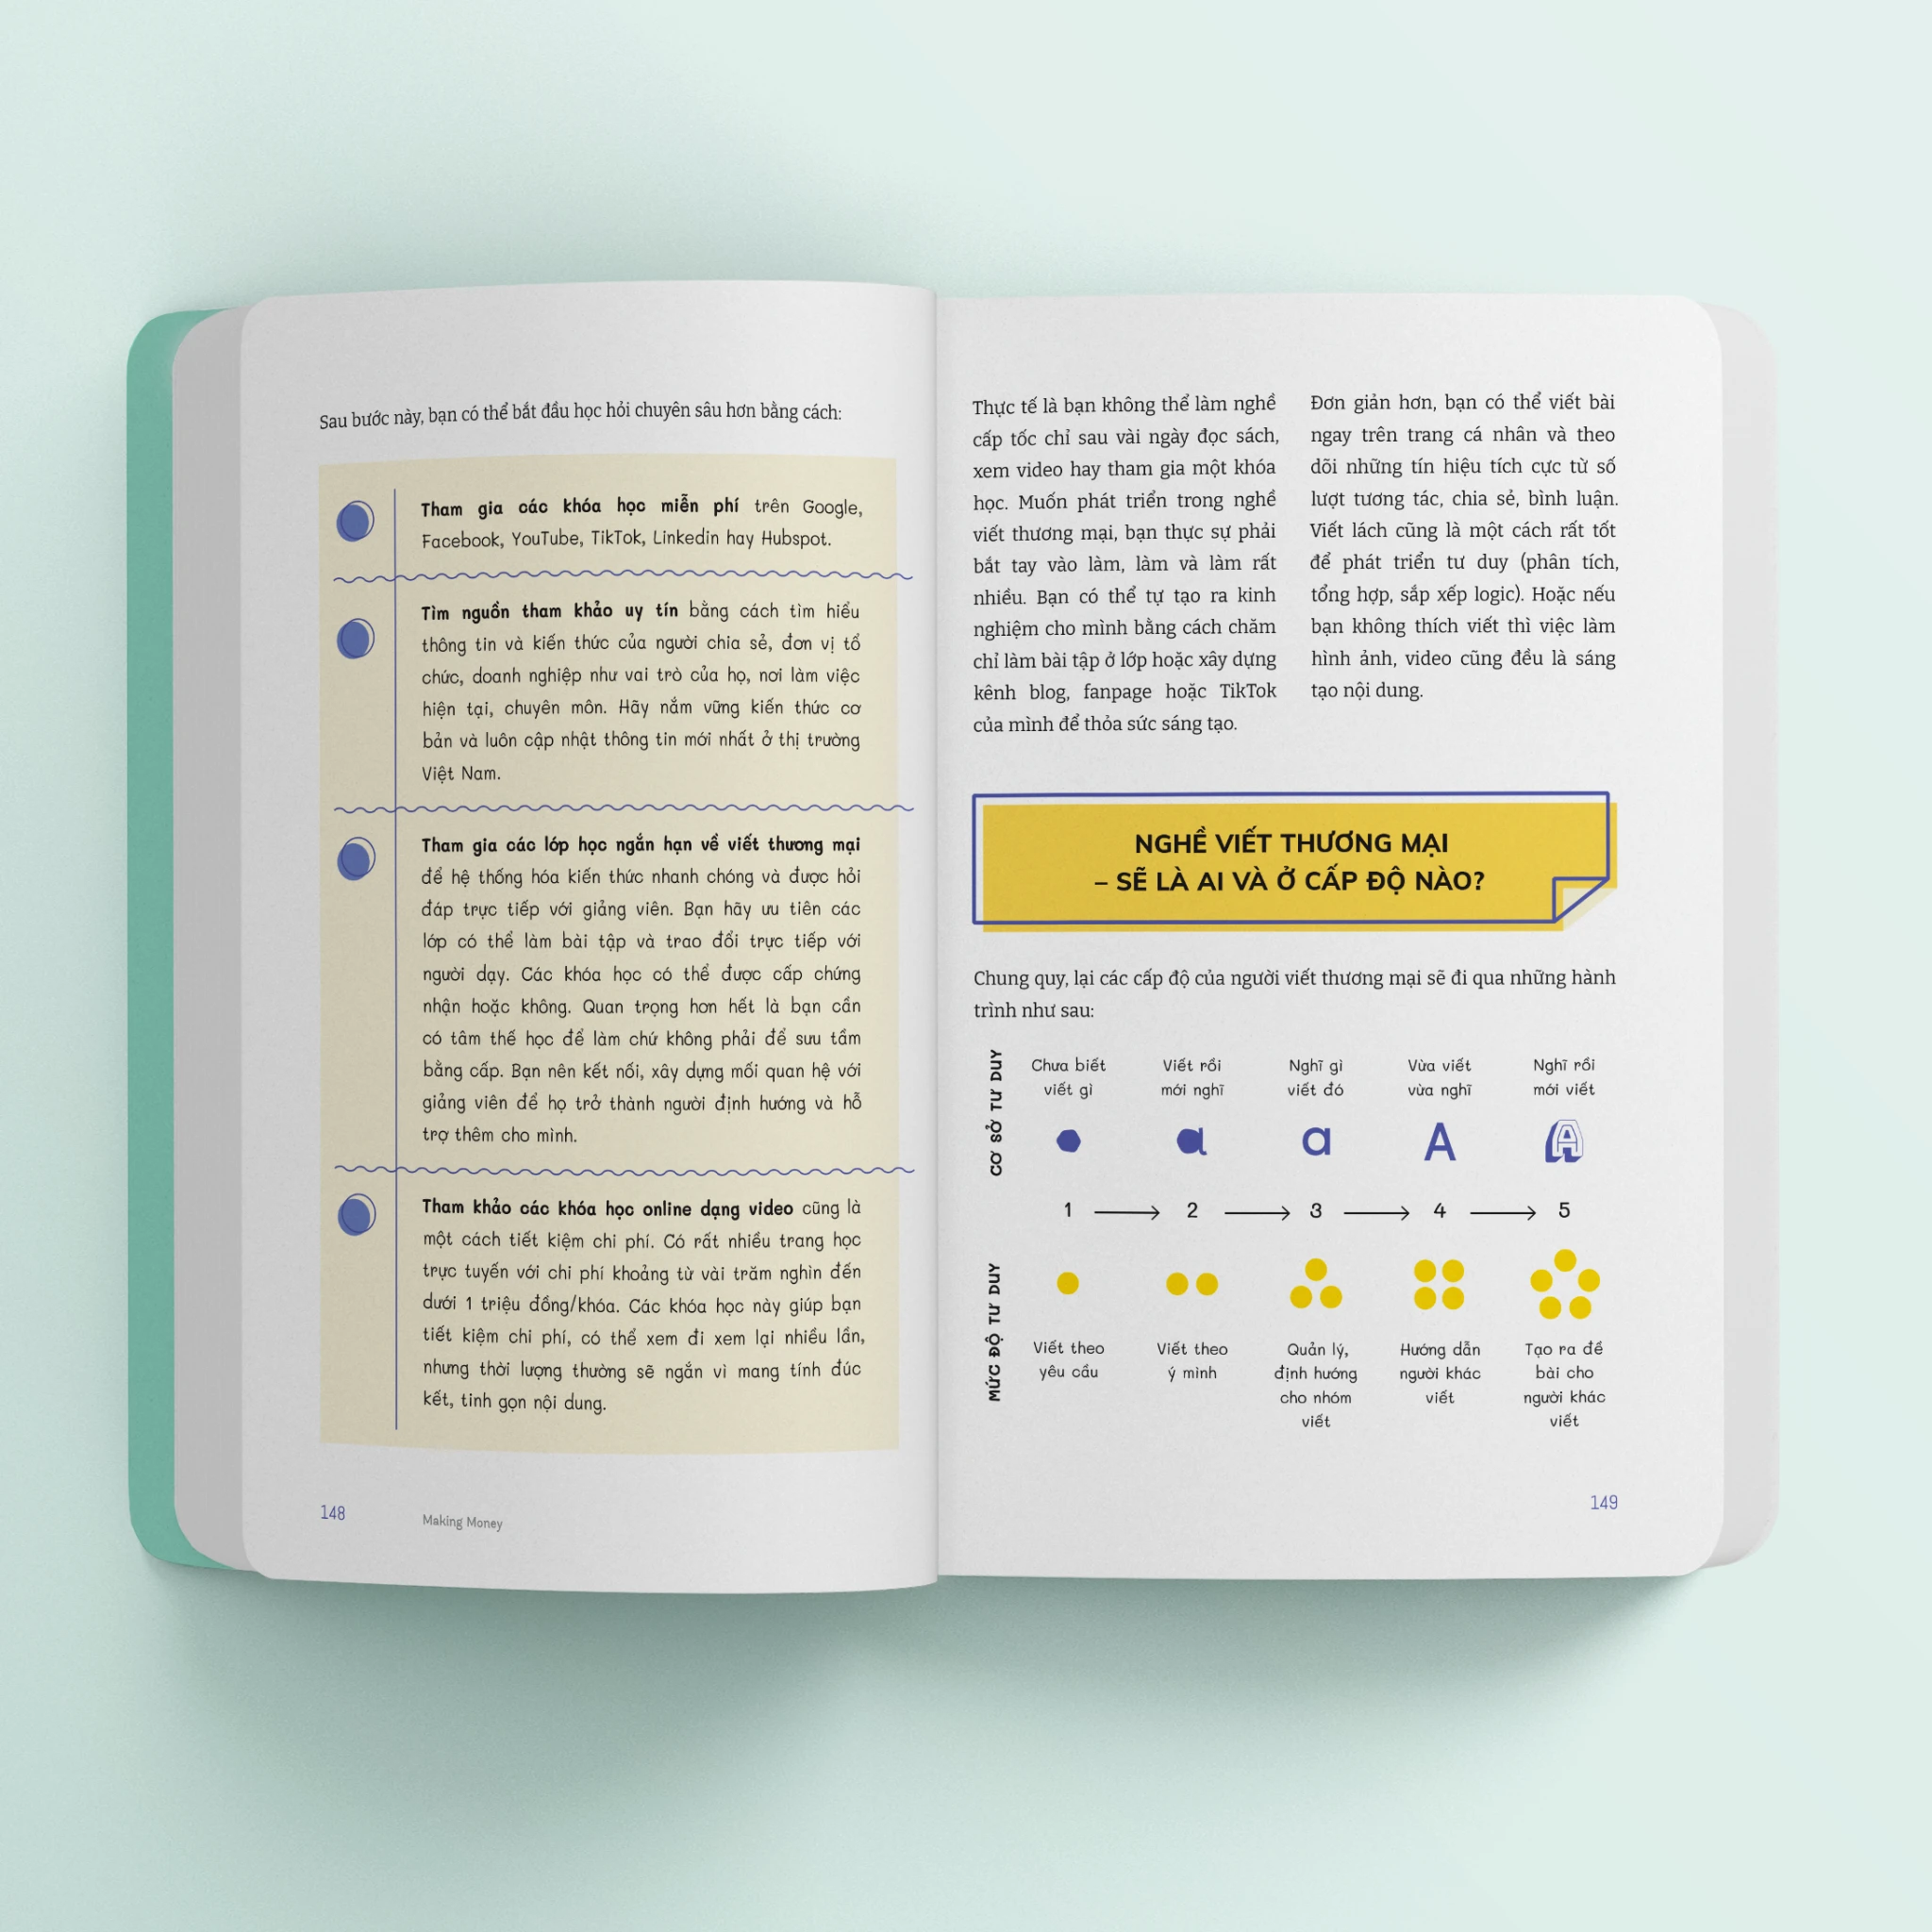 Sau bước này, bạn có thể bắt đầu học hỏi chuyên sâu hơn bằng cách:
Tham gia các khóa học miễn phí trên Google,
Facebook, YouTube, TikTok, Linkedin hay Hubspot.
Tìm nguồn tham khảo uy tín bằng cách tìm hiểu
thông tin và kiến thức của người chia sẻ, đơn vị tổ
chức, doanh nghiệp như vai trò của họ, nơi làm việc
hiện tại, chuyên môn. Hãy nắm vững kiến thức cơ
bản và luôn cập nhật thông tin mới nhất ở thị trường
Việt Nam.
Tham gia các lớp học ngắn hạn về viết thương mại
để hệ thống hóa kiến thức nhanh chóng và được hỏi
đáp trực tiếp với giảng viên. Bạn hãy ưu tiên các
lớp có thể làm bài tập và trao đổi trực tiếp với
người dạy. Các khóa học có thể được cấp chứng
nhận hoặc không. Quan trọng hơn hết là bạn cần
có tâm thế học để làm chứ không phải để sưu tầm
bằng cấp. Bạn nên kết nối, xây dựng mối quan hệ với
giảng viên để họ trở thành người định hướng và hỗ
trợ thêm cho mình.
Tham khảo các khóa học online dạng video cũng là
một cách tiết kiệm chi phí. Có rất nhiều trang học
trực tuyến với chi phí khoảng từ vài trăm nghìn đến
dưới 1 triệu đồng/khóa. Các khóa học này giúp bạn
tiết kiệm chi phí, có thể xem đi xem lại nhiều lần,
nhưng thời lượng thường sẽ ngắn vì mang tính đúc
kết, tinh gọn nội dung.
148
Making Money
Thực tế là bạn không thể làm nghề
cấp tốc chỉ sau vài ngày đọc sách,
xem video hay tham gia một khóa
học. Muốn phát triển trong nghề
viết thương mại, bạn thực sự phải
bắt tay vào làm, làm và làm rất
nhiều. Bạn có thể tự tạo ra kinh
nghiệm cho mình bằng cách chăm
chỉ làm bài tập ở lớp hoặc xây dựng
kênh blog, fanpage hoặc TikTok
của mình để thỏa sức sáng tạo.
Đơn giản hơn, bạn có thể viết bài
ngay trên trang cá nhân và theo
dõi những tín hiệu tích cực từ số
lượt tương tác, chia sẻ, bình luận.
Viết lách cũng là một cách rất tốt
để phát triển tư duy (phân tích,
tổng hợp, sắp xếp logic). Hoặc nếu
bạn không thích viết thì việc làm
hình ảnh, video cũng đều là sáng
tạo nội dung.
NGHỀ VIẾT THƯƠNG MẠI
– SẼ LÀ AI VÀ Ở CẤP ĐỘ NÀO?
Chung quy, lại các cấp độ của người viết thương mại sẽ đi qua những hành
trình như sau:
CƠ SỞ TƯ DUY
Chưa biết
viết gì
Viết rồi
mới nghĩ
Nghĩ gì
viết đó
Vừa viết
vừa nghĩ
Nghĩ rồi
mới viết
a a A A
1 2 3 4 5
MỨC ĐỘ TƯ DUY
Viết theo
yêu cầu
Viết theo
ý mình
Quản lý,
định hướng
cho nhóm
viết
Hướng dẫn
người khác
viết
Tạo ra đề
bài cho
người khác
viết
149